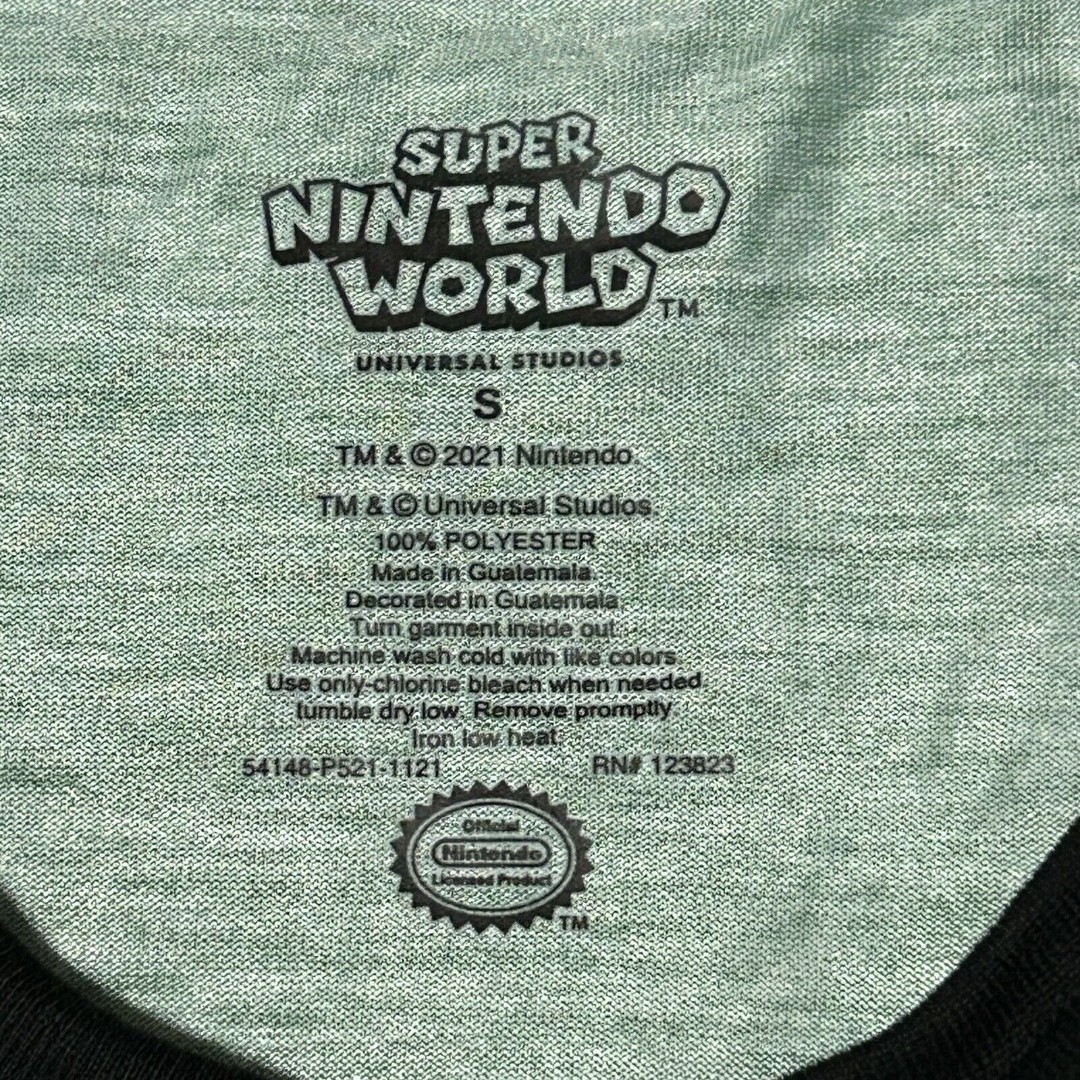 SUPER
NINTENDO
WORLD™
UNIVERSAL STUDIOS
S
TM & © 2021 Nintendo.
TM & © Universal Studios.
100% POLYESTER
Made in Guatemala.
Decorated in Guatemala.
Turn garment inside out.
Machine wash cold with like colors.
Use only-chlorine bleach when needed.
Tumble dry low. Remove promptly.
Iron low heat.
54148-P521-1121 RN# 123823
Official
Nintendo
Licensed Product
TM